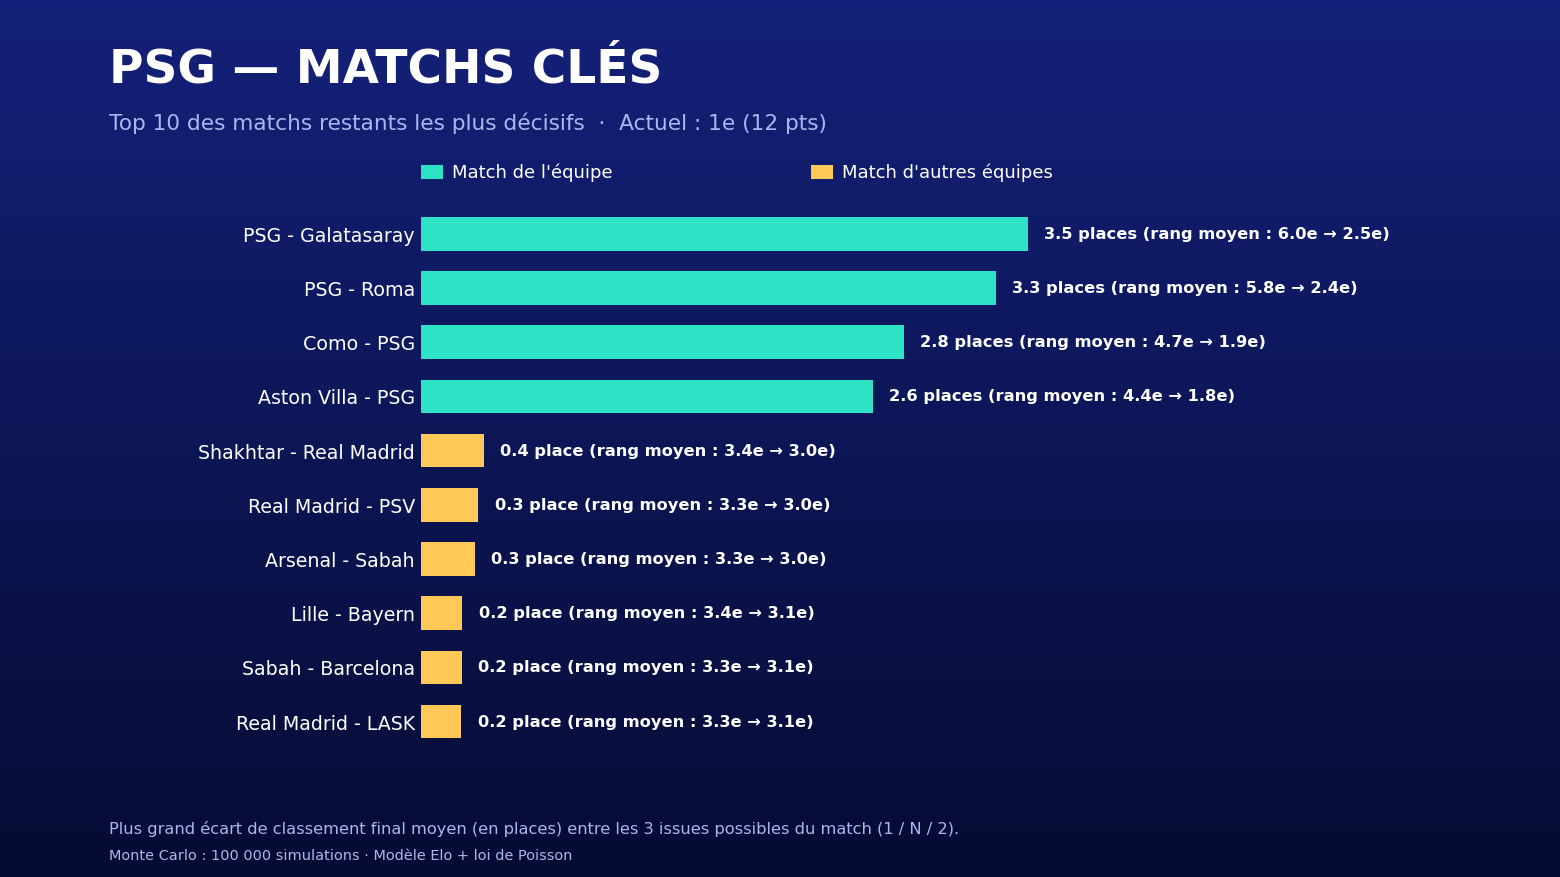 PSG — MATCHS CLÉS
Top 10 des matchs restants les plus décisifs · Actuel : 1e (12 pts)
Match de l'équipe
Match d'autres équipes
PSG - Galatasaray 3.5 places (rang moyen : 6.0e → 2.5e)
PSG - Roma 3.3 places (rang moyen : 5.8e → 2.4e)
Como - PSG 2.8 places (rang moyen : 4.7e → 1.9e)
Aston Villa - PSG 2.6 places (rang moyen : 4.4e → 1.8e)
Shakhtar - Real Madrid 0.4 place (rang moyen : 3.4e → 3.0e)
Real Madrid - PSV 0.3 place (rang moyen : 3.3e → 3.0e)
Arsenal - Sabah 0.3 place (rang moyen : 3.3e → 3.0e)
Lille - Bayern 0.2 place (rang moyen : 3.4e → 3.1e)
Sabah - Barcelona 0.2 place (rang moyen : 3.3e → 3.1e)
Real Madrid - LASK 0.2 place (rang moyen : 3.3e → 3.1e)
Plus grand écart de classement final moyen (en places) entre les 3 issues possibles du match (1 / N / 2).
Monte Carlo : 100 000 simulations · Modèle Elo + loi de Poisson